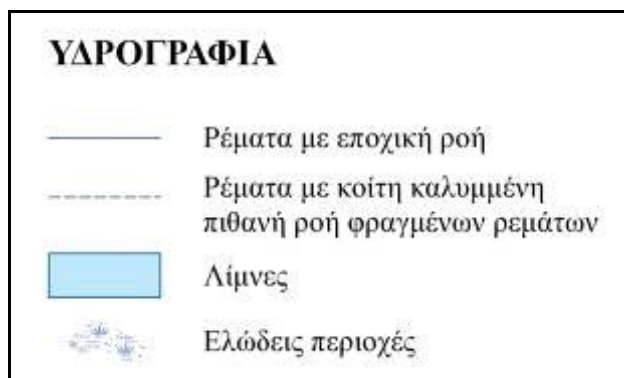 ΥΔΡΟΓΡΑΦΙΑ
Ρέματα με εποχική ροή
Ρέματα με κοίτη καλυμμένη
πιθανή ροή φραγμένων ρεμάτων
Λίμνες
Ελώδεις περιοχές